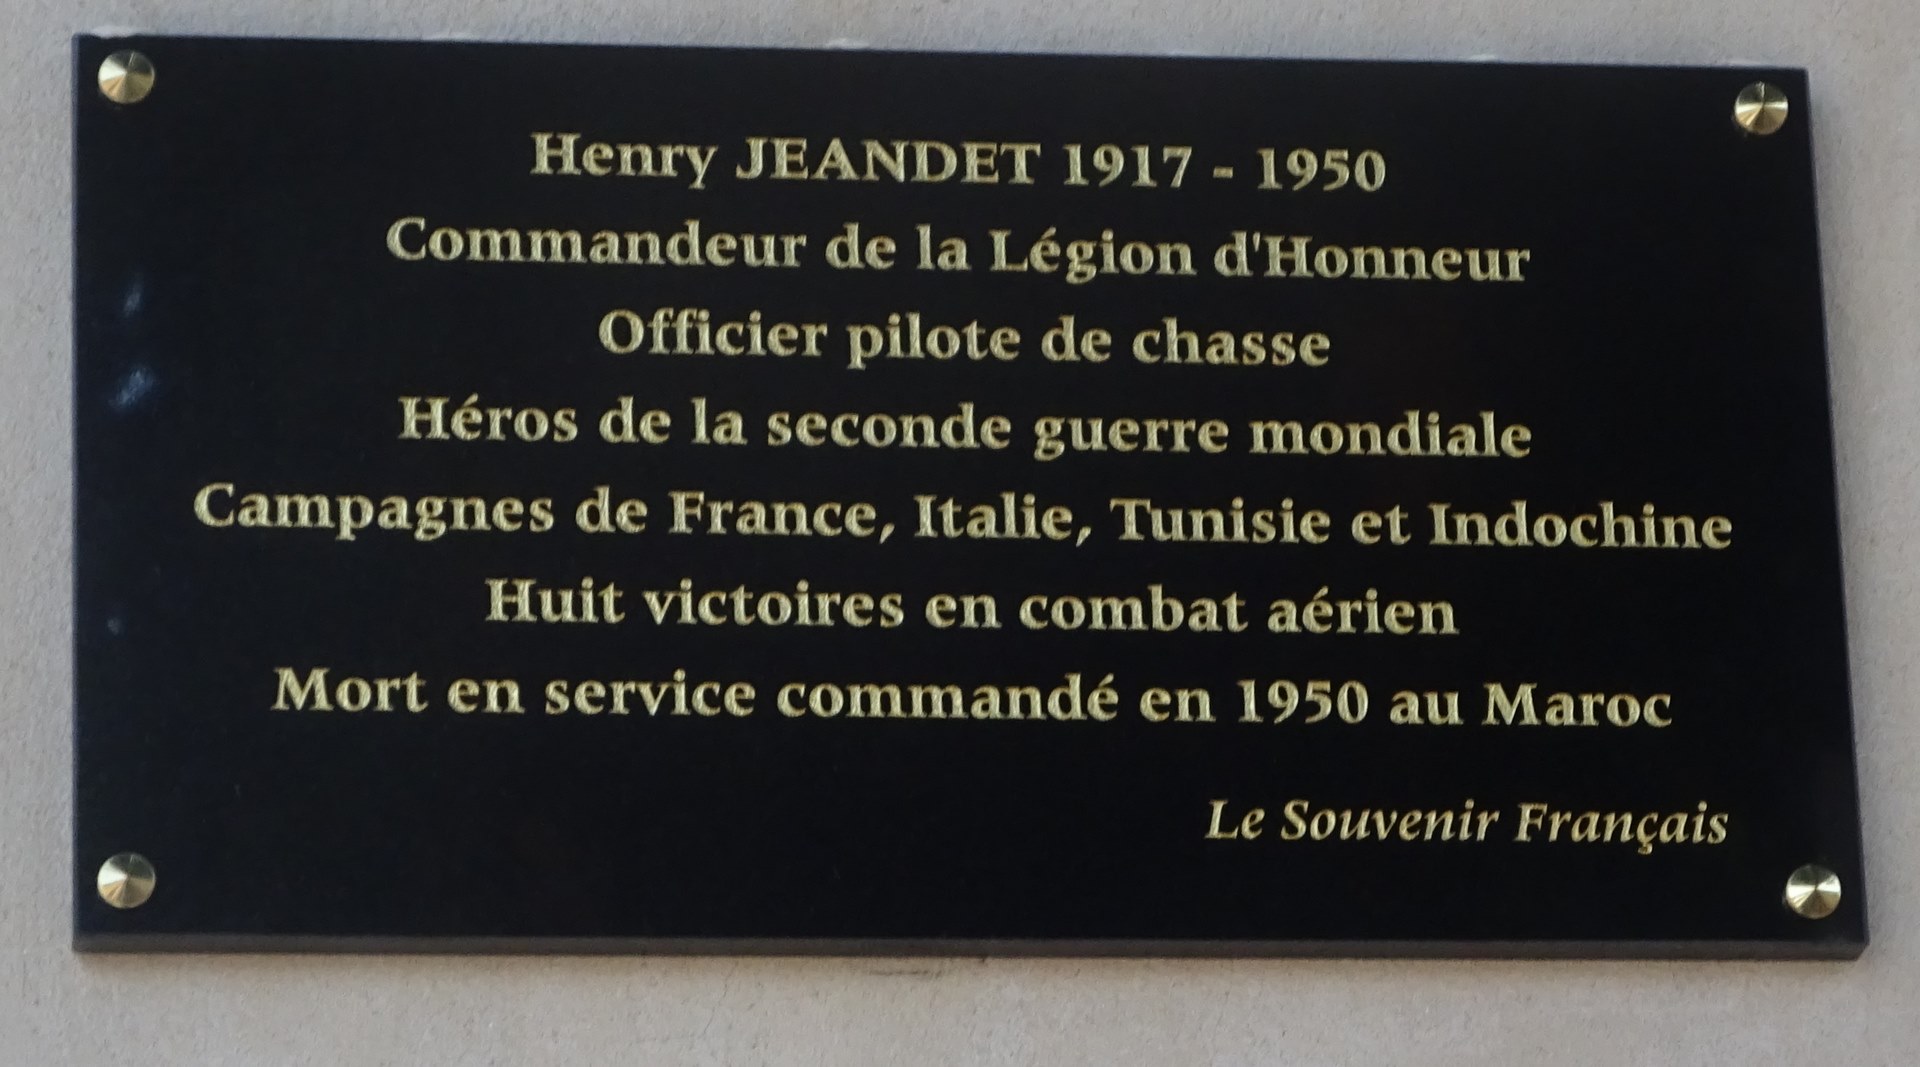 Henry JEANDET 1917 - 1950
Commandeur de la Légion d'Honneur
Officier pilote de chasse
Héros de la seconde guerre mondiale
Campagnes de France, Italie, Tunisie et Indochine
Huit victoires en combat aérien
Mort en service commandé en 1950 au Maroc
Le Souvenir Français